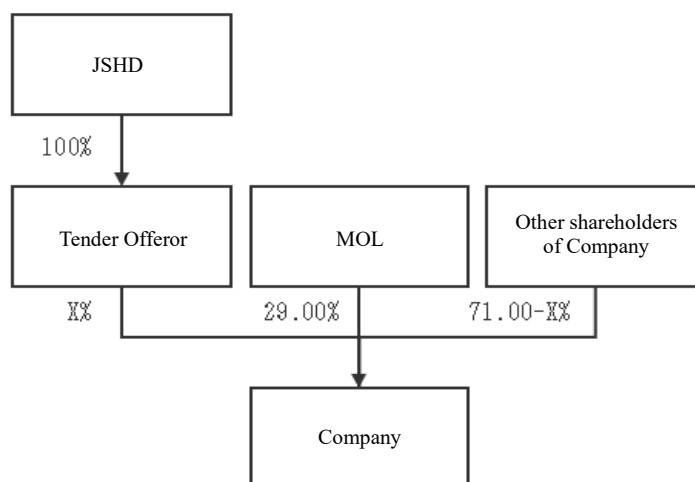 JSHD
100%
Tender Offeror
MOL
Other shareholders
of Company
X%
29.00%
71.00-X%
Company